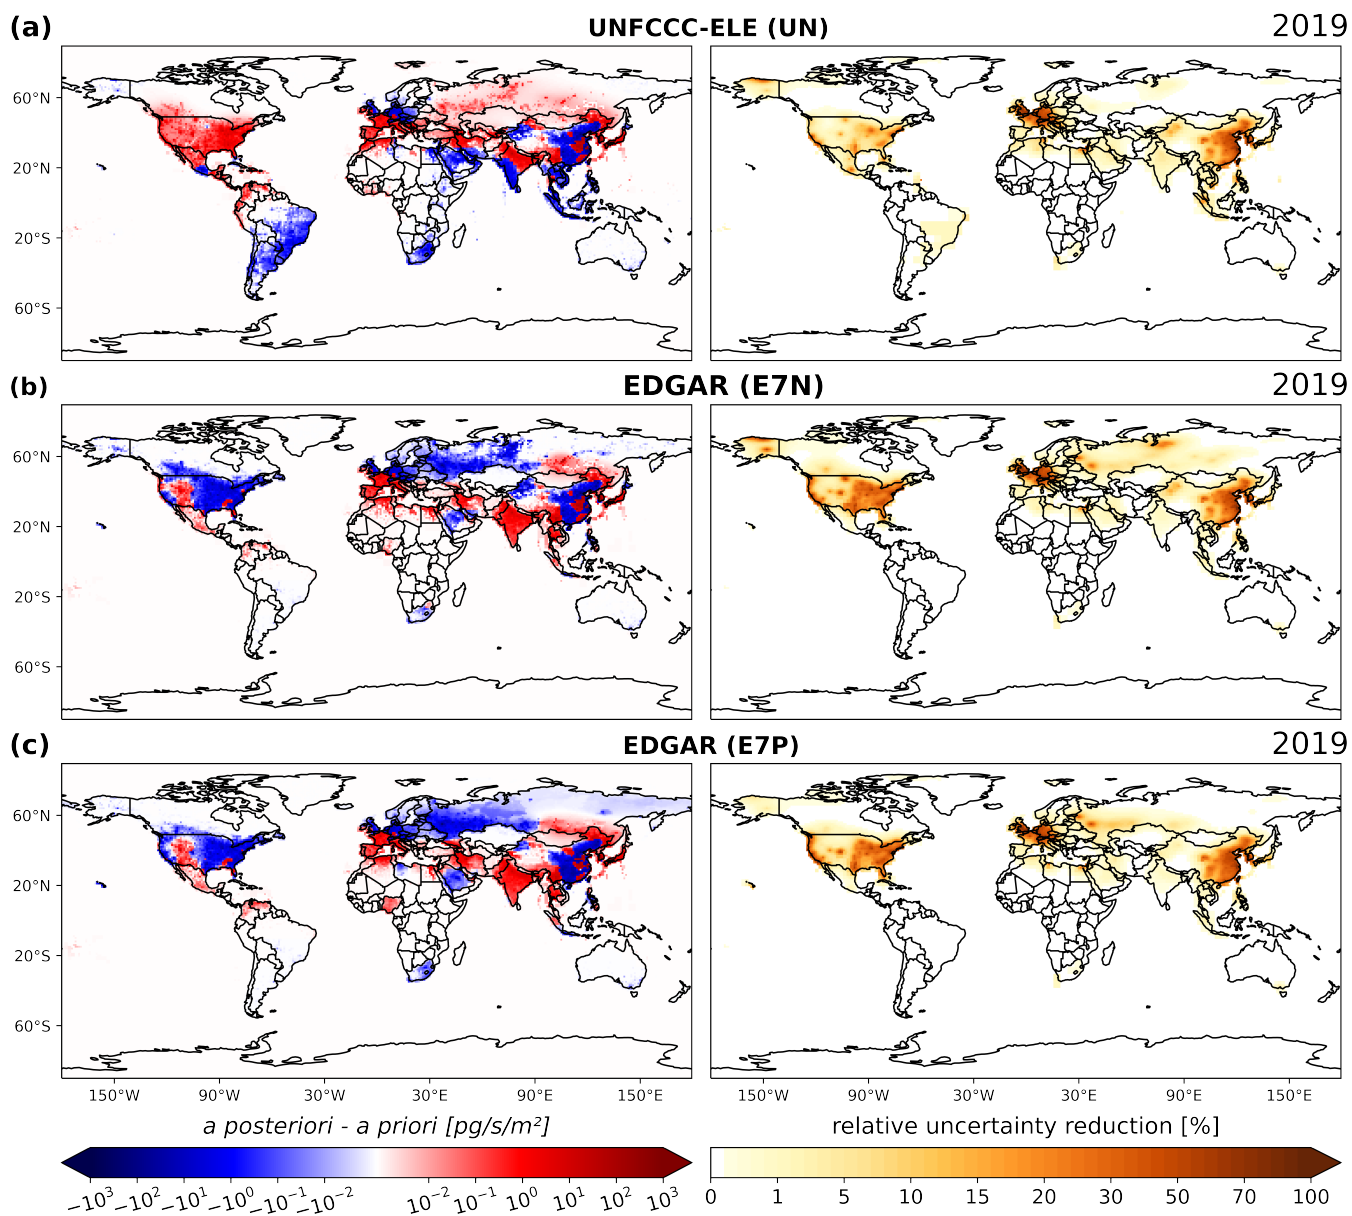 (a) UNFCCC-ELE (UN) 2019
60°N
20°N
20°S
60°S
(b) EDGAR (E7N) 2019
60°N
20°N
20°S
60°S
(c) EDGAR (E7P) 2019
60°N
20°N
20°S
60°S
150°W 90°W 30°W 30°E 90°E 150°E 150°W 90°W 30°W 30°E 90°E 150°E
a posteriori - a priori [pg/s/m²] relative uncertainty reduction [%]
−10³ −10² −10¹ −10⁰ −10⁻¹ −10⁻² 10⁻² 10⁻¹ 10⁰ 10¹ 10² 10³ 0 1 5 10 15 20 30 50 70 100